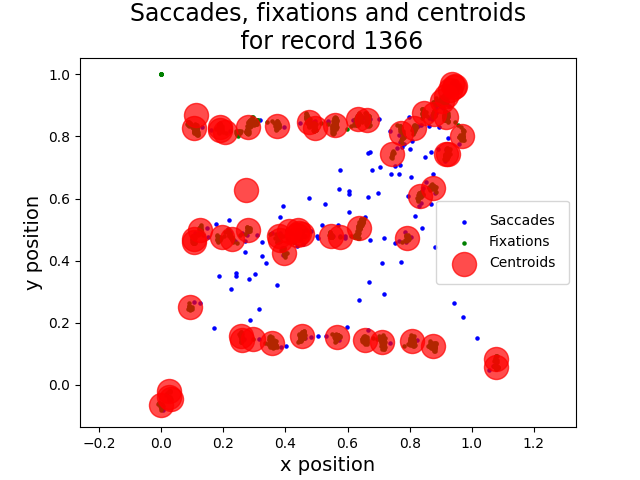 Saccades, fixations and centroids
for record 1366
1.0
0.8
0.6
0.4
0.2
0.0
y position
Saccades
Fixations
Centroids
−0.2
0.0
0.2
0.4
0.6
0.8
1.0
1.2
x position